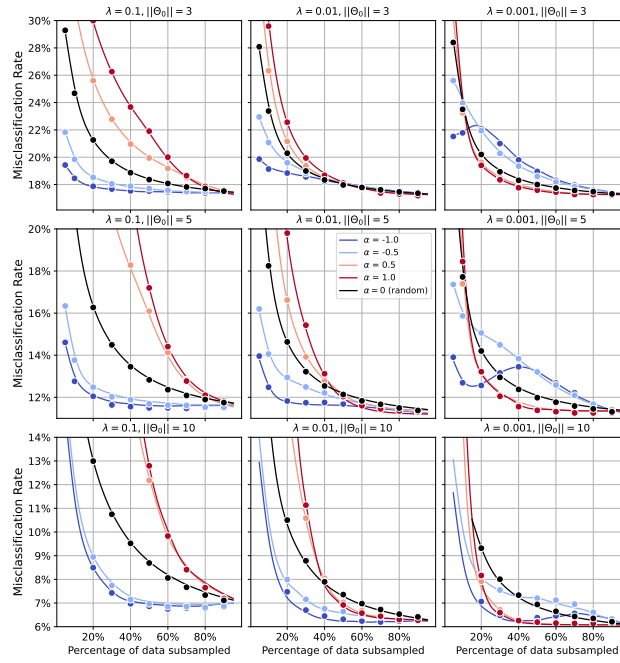 λ = 0.1, ||Θ₀|| = 3
λ = 0.01, ||Θ₀|| = 3
λ = 0.001, ||Θ₀|| = 3
Misclassification Rate
30%
28%
26%
24%
22%
20%
18%
λ = 0.1, ||Θ₀|| = 5
λ = 0.01, ||Θ₀|| = 5
λ = 0.001, ||Θ₀|| = 5
Misclassification Rate
20%
18%
16%
14%
12%
α = -1.0
α = -0.5
α = 0.5
α = 1.0
α = 0 (random)
λ = 0.1, ||Θ₀|| = 10
λ = 0.01, ||Θ₀|| = 10
λ = 0.001, ||Θ₀|| = 10
Misclassification Rate
14%
13%
12%
11%
10%
9%
8%
7%
6%
20% 40% 60% 80%
20% 40% 60% 80%
20% 40% 60% 80%
Percentage of data subsampled
Percentage of data subsampled
Percentage of data subsampled